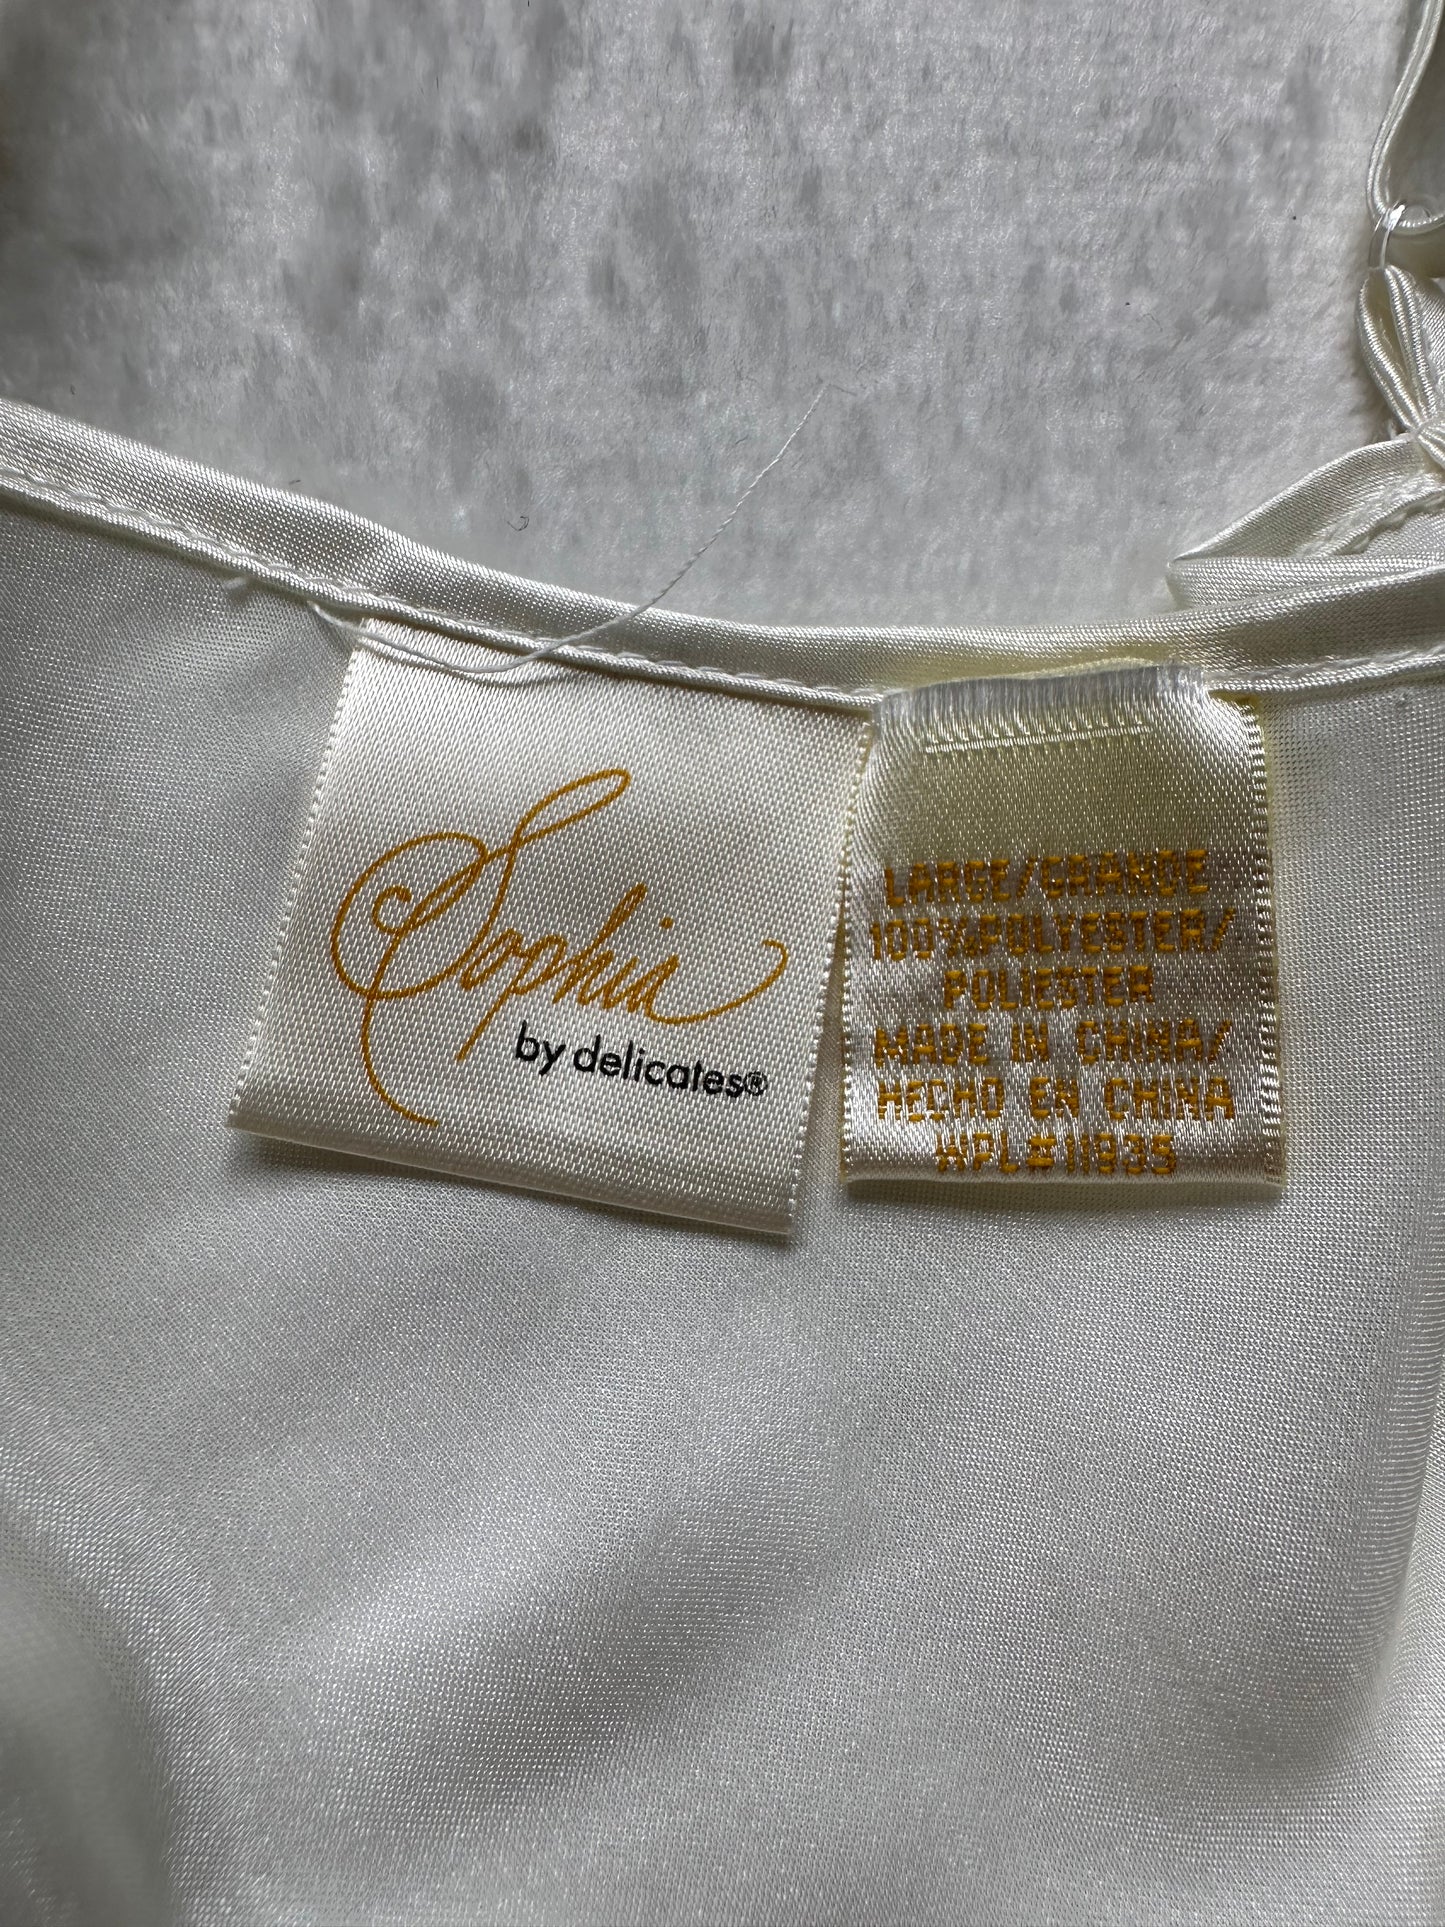 Sophia
by delicates®
LARGE/GRANDE
100%POLYESTER/
POLIESTER
MADE IN CHINA/
HECHO EN CHINA
WPL#11935